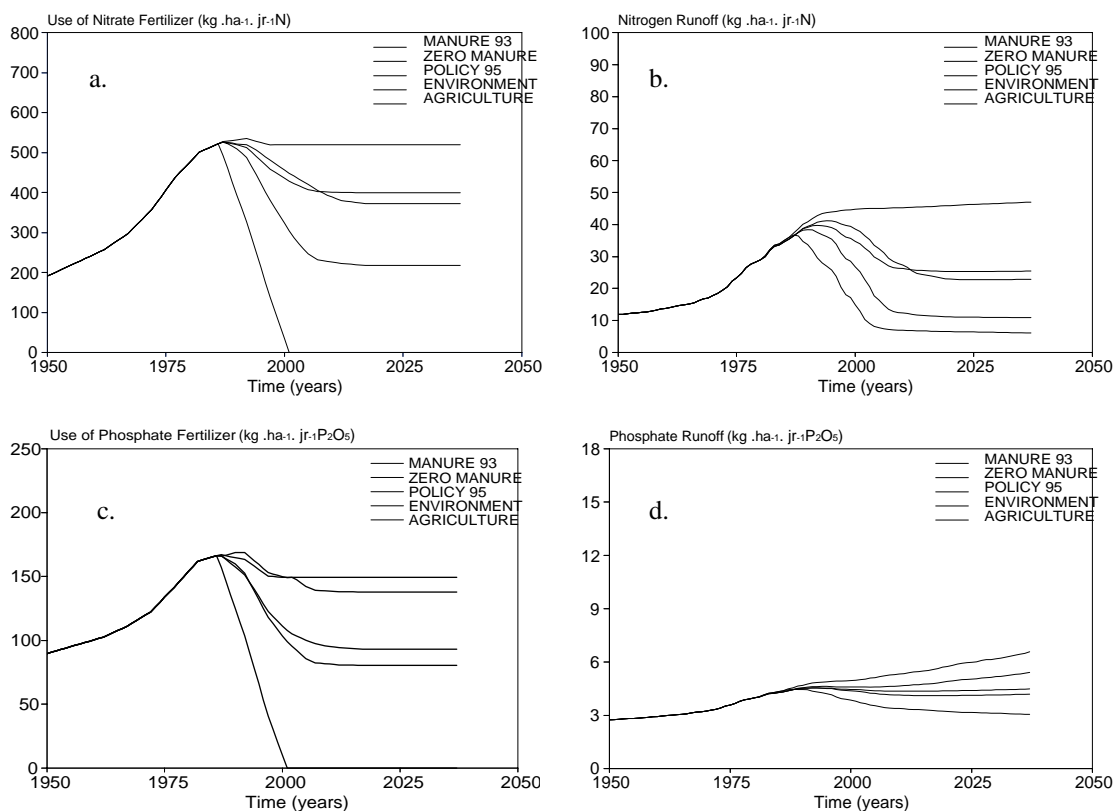 Use of Nitrate Fertilizer (kg .ha-1. jr-1N)
800
700
600
500
400
300
200
100
0
1950
1975
2000
2025
2050
Time (years)
a.
MANURE 93
ZERO MANURE
POLICY 95
ENVIRONMENT
AGRICULTURE
Nitrogen Runoff (kg .ha-1. jr-1N)
100
90
80
70
60
50
40
30
20
10
0
1950
1975
2000
2025
2050
Time (years)
b.
MANURE 93
ZERO MANURE
POLICY 95
ENVIRONMENT
AGRICULTURE
Use of Phosphate Fertilizer (kg .ha-1. jr-1P2O5)
250
200
150
100
50
0
1950
1975
2000
2025
2050
Time (years)
c.
MANURE 93
ZERO MANURE
POLICY 95
ENVIRONMENT
AGRICULTURE
Phosphate Runoff (kg .ha-1. jr-1P2O5)
18
15
12
9
6
3
0
1950
1975
2000
2025
2050
Time (years)
d.
MANURE 93
ZERO MANURE
POLICY 95
ENVIRONMENT
AGRICULTURE